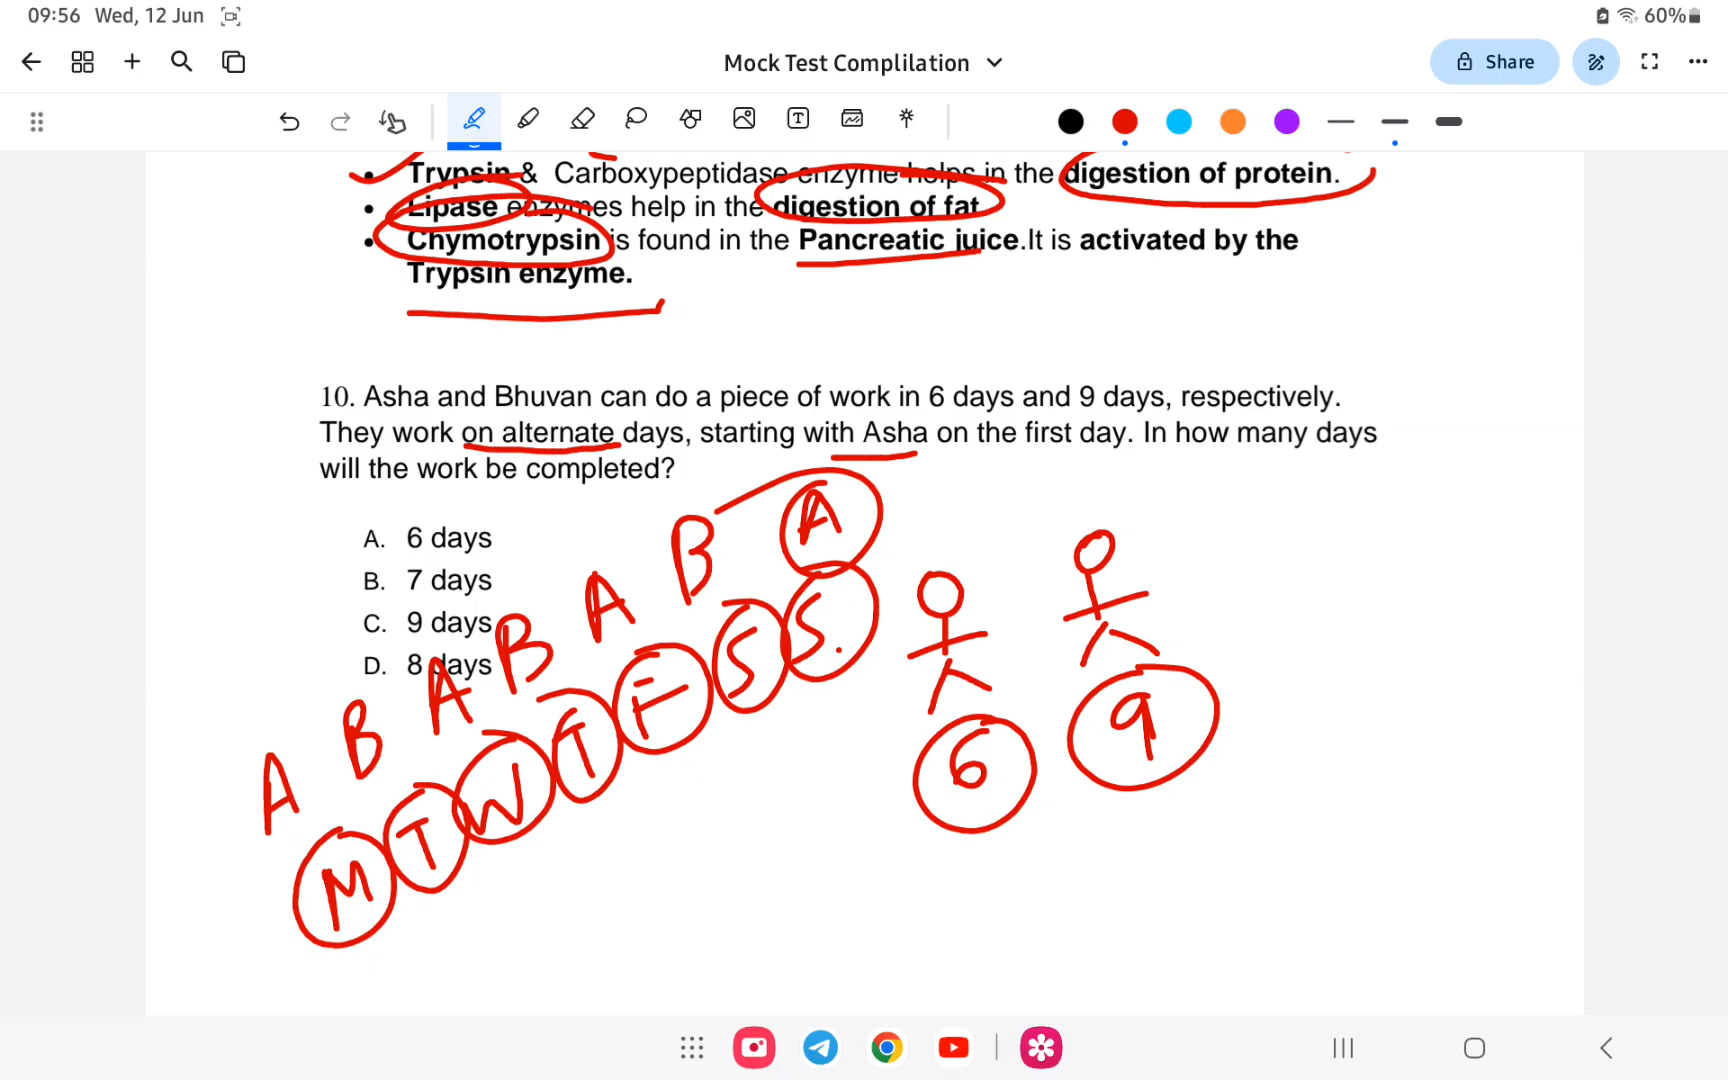 09:56 Wed, 12 Jun
60%
Mock Test Complilation
Share
• Trypsin & Carboxypeptidase enzyme helps in the digestion of protein.
• Lipase enzymes help in the digestion of fat
• Chymotrypsin is found in the Pancreatic juice.It is activated by the
Trypsin enzyme.
10. Asha and Bhuvan can do a piece of work in 6 days and 9 days, respectively.
They work on alternate days, starting with Asha on the first day. In how many days
will the work be completed?
A. 6 days
B. 7 days
C. 9 days
D. 8 days
A B A B A B A
M T W T F S S.
6 9